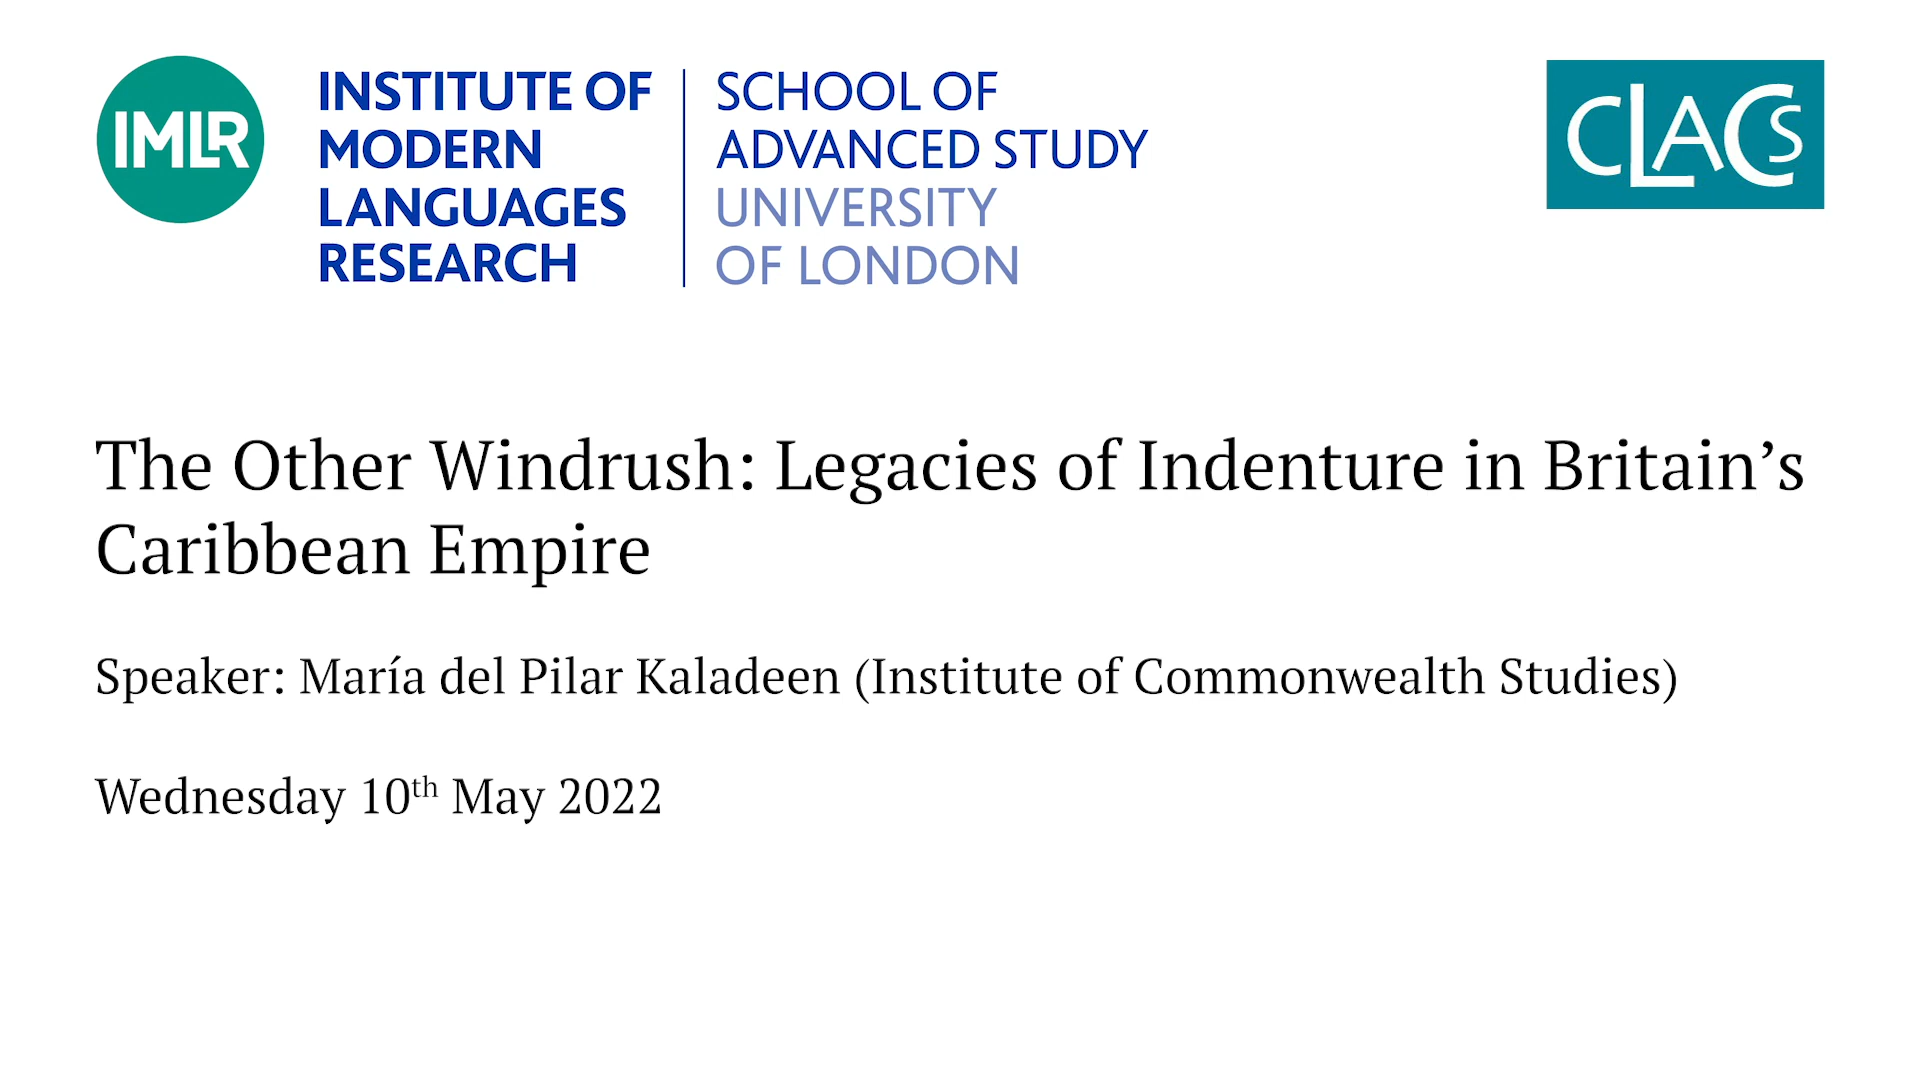 IMLR
INSTITUTE OF
MODERN
LANGUAGES
RESEARCH
SCHOOL OF
ADVANCED STUDY
UNIVERSITY
OF LONDON
CLACS
The Other Windrush: Legacies of Indenture in Britain’s
Caribbean Empire
Speaker: María del Pilar Kaladeen (Institute of Commonwealth Studies)
Wednesday 10th May 2022